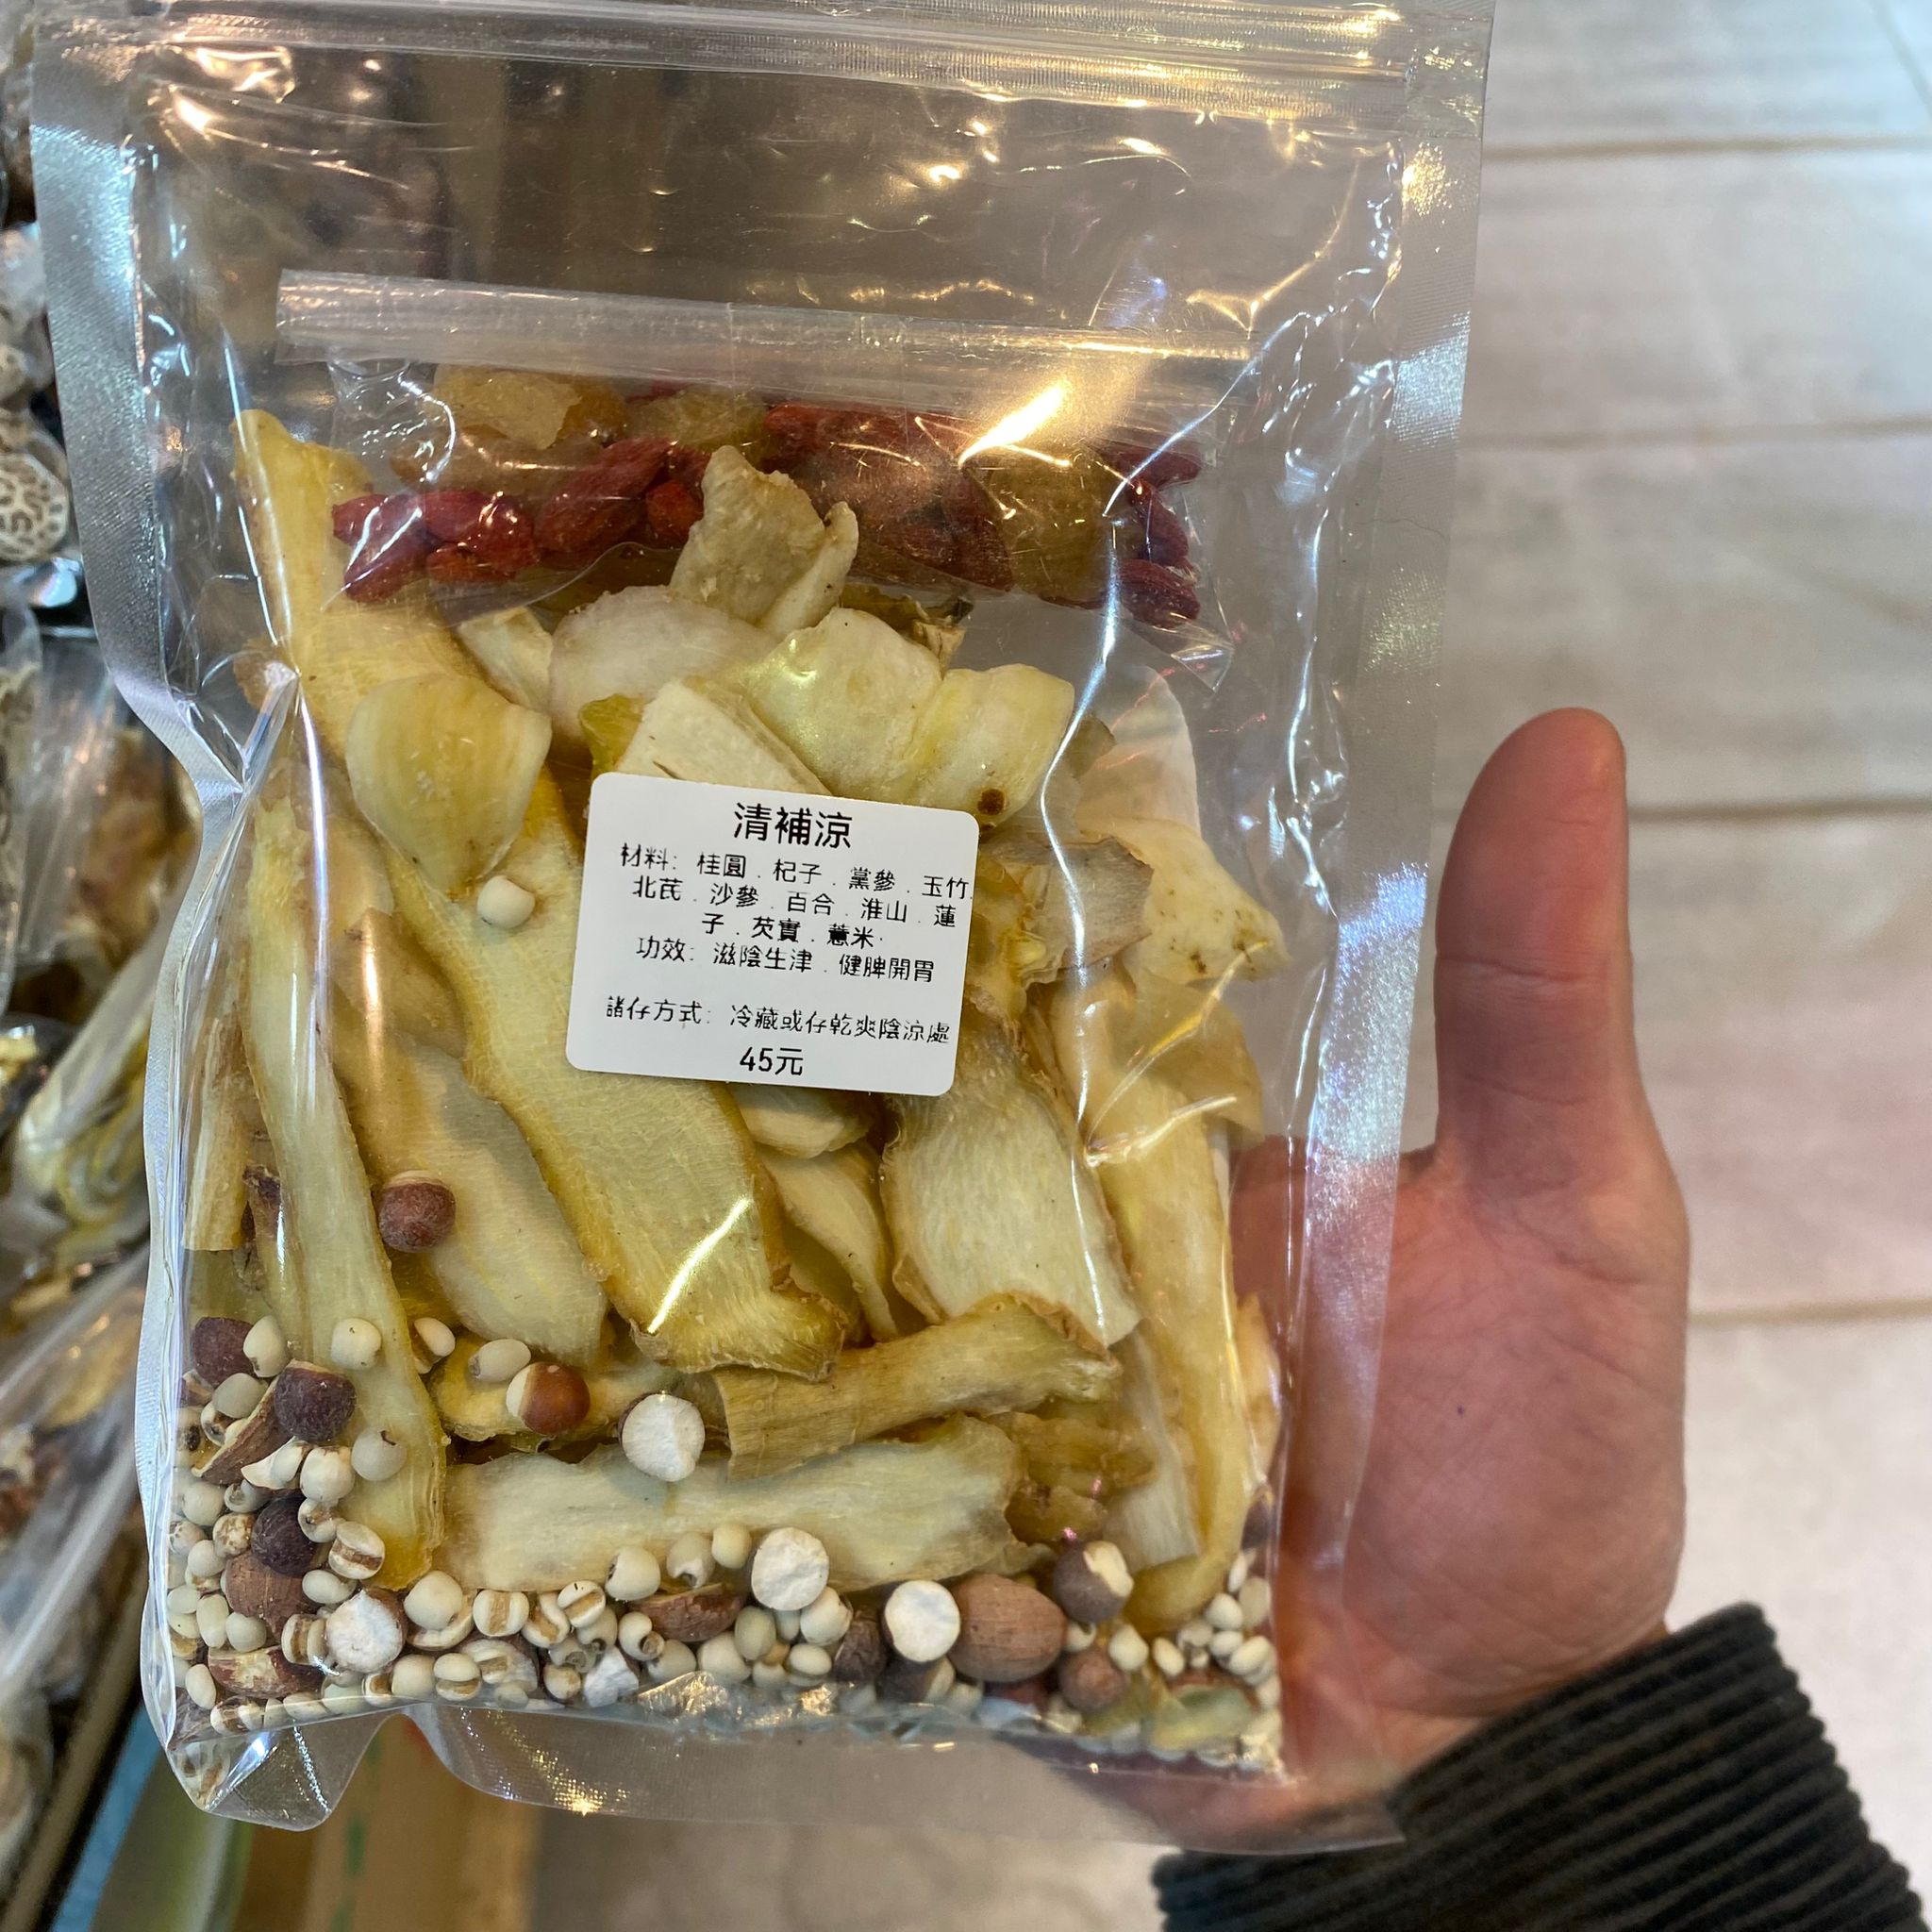 清補涼
材料: 桂圓．杞子．黨參．玉竹.
北芪．沙參．百合．淮山．蓮
子．芡實．薏米·
功效: 滋陰生津．健脾開胃
諸存方式: 冷藏或存乾爽陰涼處
45元